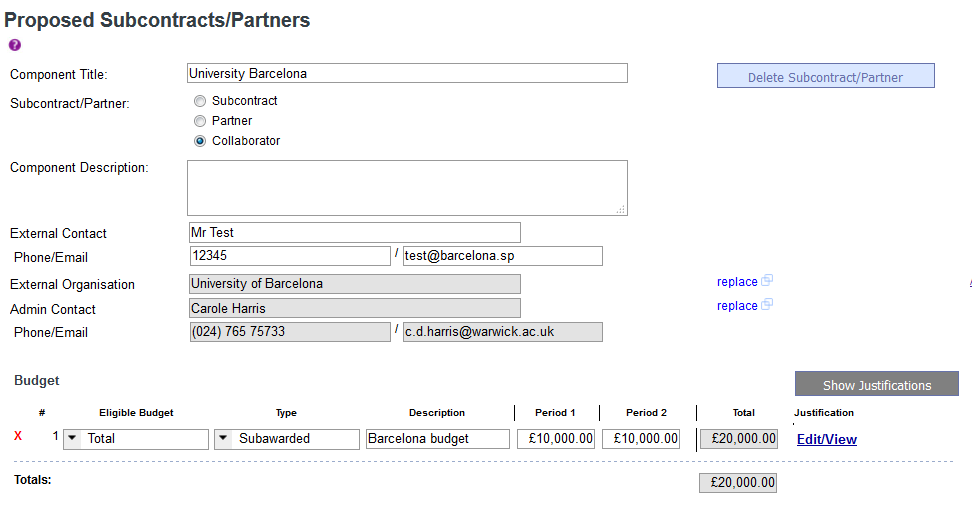 Proposed Subcontracts/Partners
?
Component Title: University Barcelona Delete Subcontract/Partner
Subcontract/Partner: Subcontract
Partner
Collaborator
Component Description:
External Contact Mr Test
Phone/Email 12345 / test@barcelona.sp
External Organisation University of Barcelona replace
Admin Contact Carole Harris replace
Phone/Email (024) 765 75733 / c.d.harris@warwick.ac.uk
Budget Show Justifications
# Eligible Budget Type Description Period 1 Period 2 Total Justification
X 1 Total Subawarded Barcelona budget £10,000.00 £10,000.00 £20,000.00 Edit/View
Totals: £20,000.00